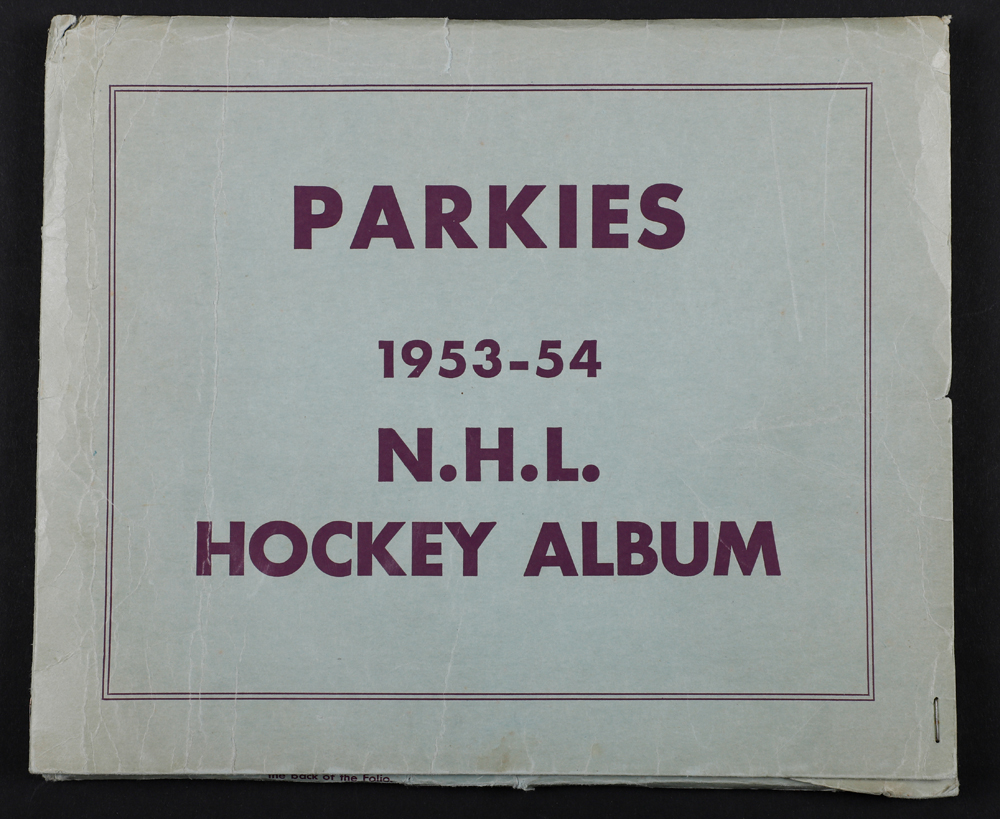 PARKIES
1953-54
N.H.L.
HOCKEY ALBUM
the back of the Folio.